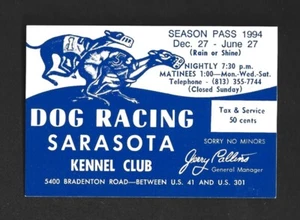 SEASON PASS 1994
Dec. 27 - June 27
(Rain or Shine)
NIGHTLY 7:30 p.m.
MATINEES 1:00—Mon.-Wed.-Sat.
Telephone - (813) 355-7744
(Closed Sunday)
Tax & Service
50 cents
DOG RACING
SARASOTA
KENNEL CLUB
SORRY NO MINORS
Jerry Collins
General Manager
5400 BRADENTON ROAD—BETWEEN U.S. 41 AND U.S. 301